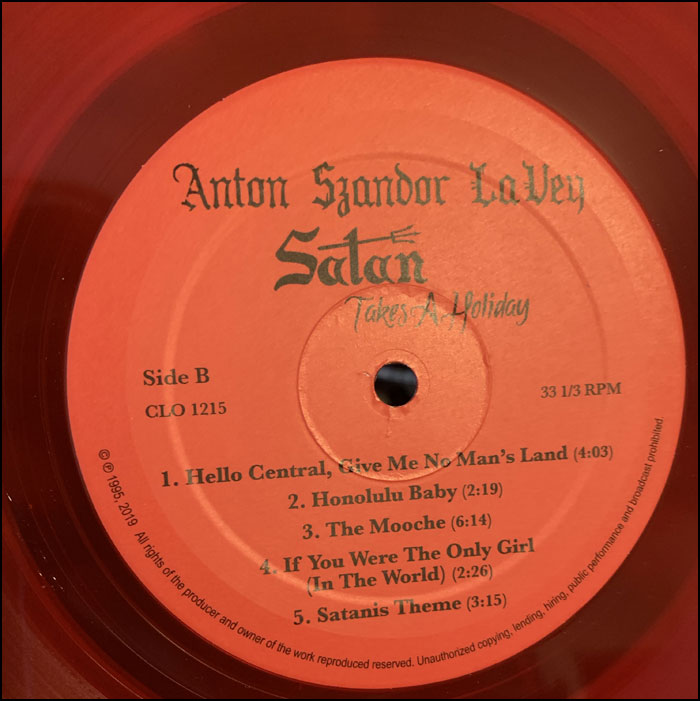 Anton Szandor LaVey
Satan
Takes A Holiday
Side B
CLO 1215
33 1/3 RPM
1. Hello Central, Give Me No Man's Land (4:03)
2. Honolulu Baby (2:19)
3. The Mooche (6:14)
4. If You Were The Only Girl
(In The World) (2:26)
5. Satanis Theme (3:15)
© ℗ 1995, 2019 All rights of the producer and owner of the work reproduced reserved. Unauthorized copying, lending, hiring, public performance and broadcast prohibited.